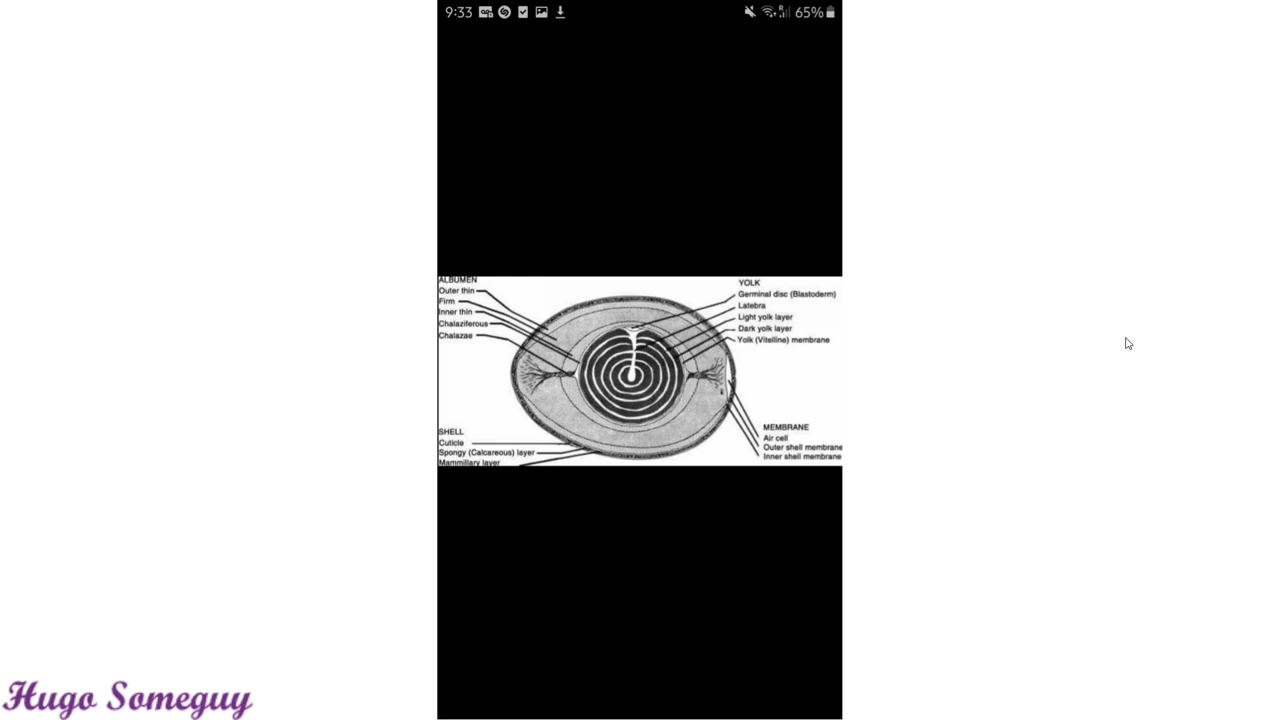 9:33
65%
ALBUMEN
Outer thin
Firm
Inner thin
Chalaziferous
Chalazae
YOLK
Germinal disc (Blastoderm)
Latebra
Light yolk layer
Dark yolk layer
Yolk (Vitelline) membrane
SHELL
Cuticle
Spongy (Calcareous) layer
Mammillary layer
MEMBRANE
Air cell
Outer shell membrane
Inner shell membrane
Hugo Someguy